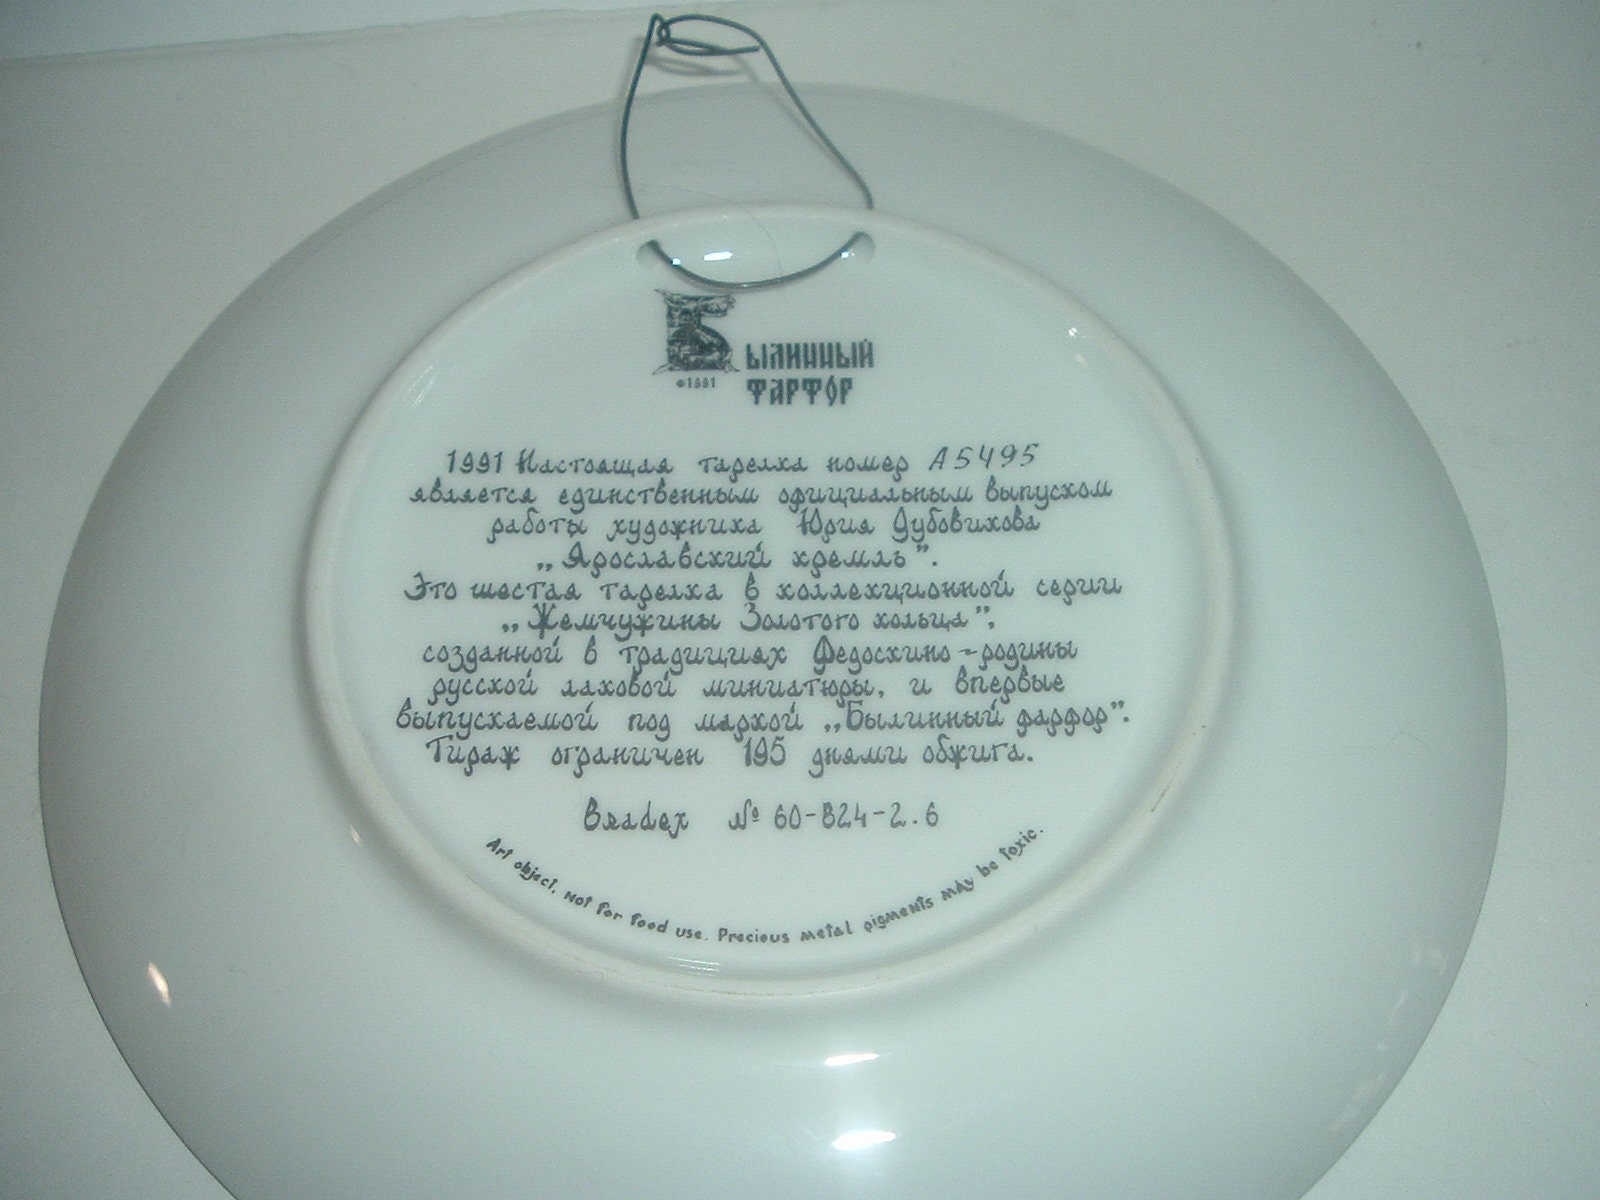 Былинный
©1991
фарфор
1991 Настоящая тарелка номер A5495
является единственным официальным выпуском
работы художника Юрия Дубовикова
„Ярославский кремль”.
Это шестая тарелка в коллекционной серии
„Жемчужины Золотого кольца”,
созданной в традициях Федоскино-родины
русской лаковой миниатюры, и впервые
выпускаемой под маркой „Былинный фарфор”.
Тираж ограничен 195 днями обжига.
Bradex № 60-B24-2.6
Art object. Not for food use. Precious metal pigments may be toxic.